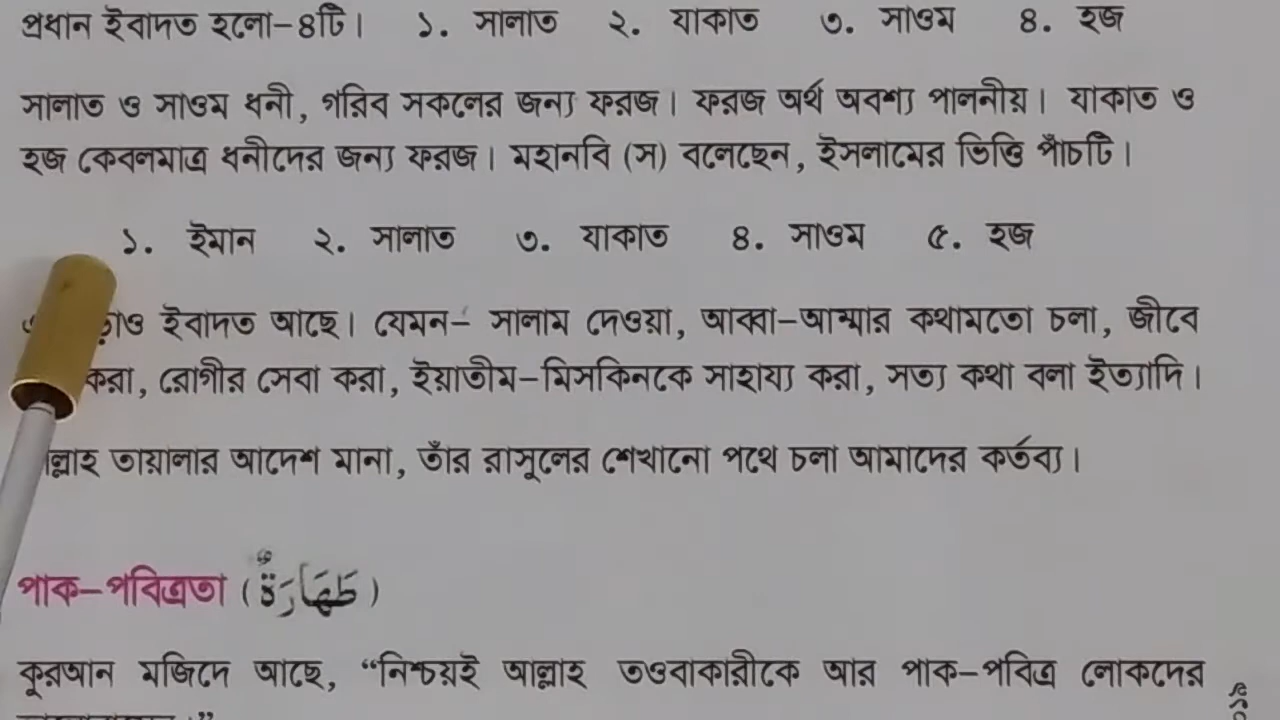 প্রধান ইবাদত হলো–৪টি। ১. সালাত ২. যাকাত ৩. সাওম ৪. হজ
সালাত ও সাওম ধনী, গরিব সকলের জন্য ফরজ। ফরজ অর্থ অবশ্য পালনীয়। যাকাত ও
হজ কেবলমাত্র ধনীদের জন্য ফরজ। মহানবি (স) বলেছেন, ইসলামের ভিত্তি পাঁচটি।
১. ইমান ২. সালাত ৩. যাকাত ৪. সাওম ৫. হজ
ইবাদত আছে। যেমন– সালাম দেওয়া, আব্বা–আম্মার কথামতো চলা, জীবে
করা, রোগীর সেবা করা, ইয়াতীম–মিসকিনকে সাহায্য করা, সত্য কথা বলা ইত্যাদি।
তায়ালার আদেশ মানা, তাঁর রাসূলের শেখানো পথে চলা আমাদের কর্তব্য।
পাক–পবিত্রতা (طَهَارَةٌ)
কুরআন মজিদে আছে, “নিশ্চয়ই আল্লাহ তওবাকারীকে আর পাক–পবিত্র লোকদের